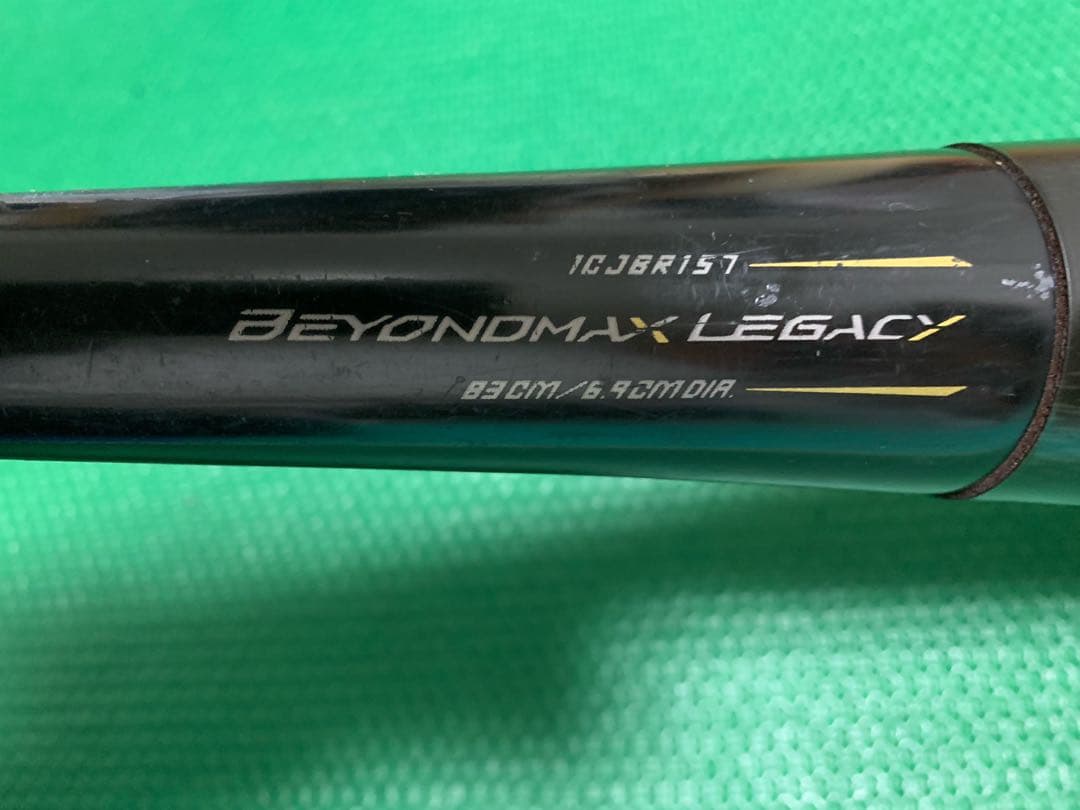 1CJBR157
BEYONDMAX LEGACY
83CM/6.9CMDIA.